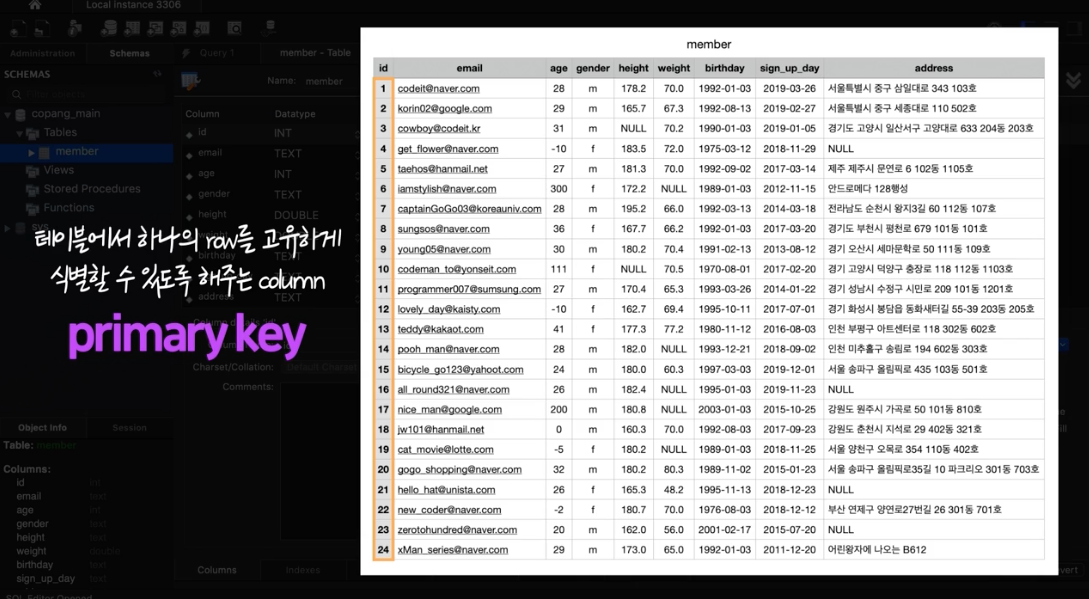 Local instance 3306
Administration Schemas Query 1 member - Table
SCHEMAS
Name: member
copang_main
Tables
member
Views
Stored Procedures
Functions
Column Datatype
id INT
email TEXT
age INT
gender TEXT
height DOUBLE
birthday TEXT
address TEXT
테이블에서 하나의 row를 고유하게
식별할 수 있도록 해주는 column
primary key
Charset/Collation: Default Charset
Comments:
Object Info Session
Table: member
Columns:
id int
email text
age int
gender text
height double
weight double
birthday text
sign_up_day text
Columns Indexes
SQL Editor Opened.
member
id email age gender height weight birthday sign_up_day address
1 codeit@naver.com 28 m 178.2 70.0 1992-01-03 2019-03-26 서울특별시 중구 삼일대로 343 103호
2 korin02@google.com 29 m 165.7 67.3 1992-08-13 2019-02-27 서울특별시 중구 세종대로 110 502호
3 cowboy@codeit.kr 31 m NULL 70.2 1990-01-03 2019-01-05 경기도 고양시 일산서구 고양대로 633 204동 203호
4 get_flower@naver.com -10 f 183.5 72.0 1975-03-12 2018-11-29 NULL
5 taehos@hanmail.net 27 m 181.3 70.0 1992-09-02 2017-03-14 제주 제주시 문연로 6 102동 1105호
6 iamstylish@naver.com 300 f 172.2 NULL 1989-01-03 2012-11-15 안드로메다 128행성
7 captainGoGo03@koreauniv.com 28 m 195.2 66.0 1992-03-13 2014-03-18 전라남도 순천시 왕지3길 60 112동 107호
8 sungsos@naver.com 36 f 167.7 66.2 1992-01-03 2017-03-20 경기도 부천시 평천로 679 101동 101호
9 young05@naver.com 30 m 180.2 70.4 1991-02-13 2013-08-12 경기 오산시 세마문학로 50 111동 109호
10 codeman_to@yonseit.com 111 f NULL 70.5 1970-08-01 2017-02-20 경기 고양시 덕양구 충장로 118 112동 1103호
11 programmer007@sumsung.com 27 m 170.4 65.3 1993-03-26 2014-01-22 경기 성남시 수정구 시민로 209 101동 1201호
12 lovely_day@kaisty.com -10 f 162.7 69.4 1995-10-11 2017-07-01 경기 화성시 봉담읍 동화새터길 55-39 203동 205호
13 teddy@kakaot.com 41 f 177.3 77.2 1980-11-12 2016-08-03 인천 부평구 아트센터로 118 302동 602호
14 pooh_man@naver.com 28 m 182.0 NULL 1993-12-21 2018-09-02 인천 미추홀구 송림로 194 602동 303호
15 bicycle_go123@yahoot.com 24 m 180.0 60.3 1997-03-03 2019-12-01 서울 송파구 올림픽로 435 103동 501호
16 all_round321@naver.com 26 m 182.4 NULL 1995-01-03 2019-11-23 NULL
17 nice_man@google.com 200 m 180.8 NULL 2003-01-03 2015-10-25 강원도 원주시 가곡로 50 101동 810호
18 jw101@hanmail.net 0 m 160.3 70.0 1992-08-03 2017-09-23 강원도 춘천시 지석로 29 402동 321호
19 cat_movie@lotte.com -5 f 180.2 NULL 1989-01-03 2018-11-25 서울 양천구 오목로 354 110동 402호
20 gogo_shopping@naver.com 32 m 180.2 80.3 1989-11-02 2015-01-23 서울 송파구 올림픽로35길 10 파크리오 301동 703호
21 hello_hat@unista.com 26 f 165.3 48.2 1995-11-13 2018-12-23 NULL
22 new_coder@naver.com -2 f 180.7 70.0 1976-08-03 2018-12-12 부산 연제구 양연로27번길 26 301동 701호
23 zerotohundred@naver.com 20 m 162.0 56.0 2001-02-17 2015-07-20 NULL
24 xMan_series@naver.com 29 m 173.0 65.0 1992-01-03 2011-12-20 어린왕자에 나오는 B612